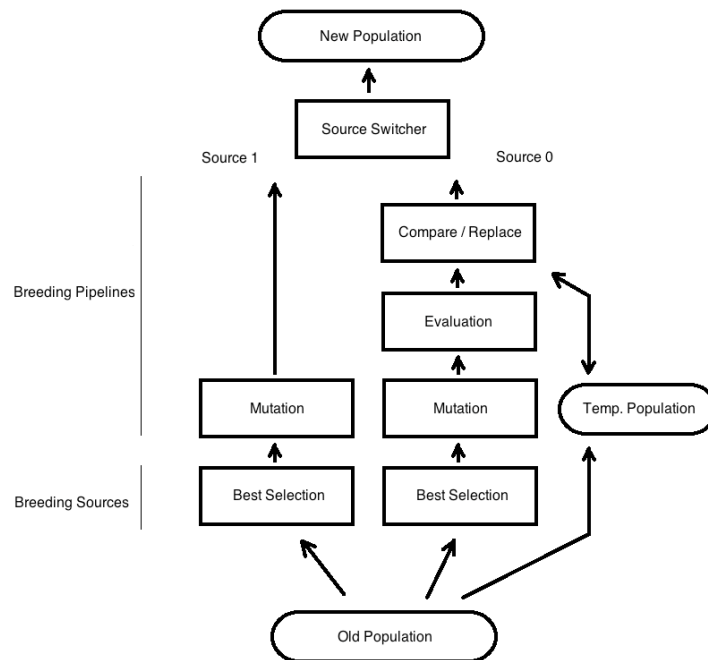 New Population
Source Switcher
Source 1
Source 0
Compare / Replace
Breeding Pipelines
Evaluation
Mutation
Mutation
Temp. Population
Best Selection
Best Selection
Breeding Sources
Old Population